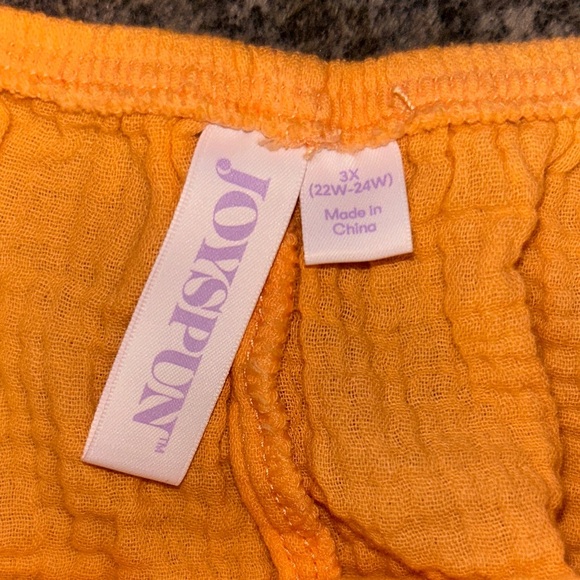 JOYSPUN™
3X
(22W-24W)
Made in
China